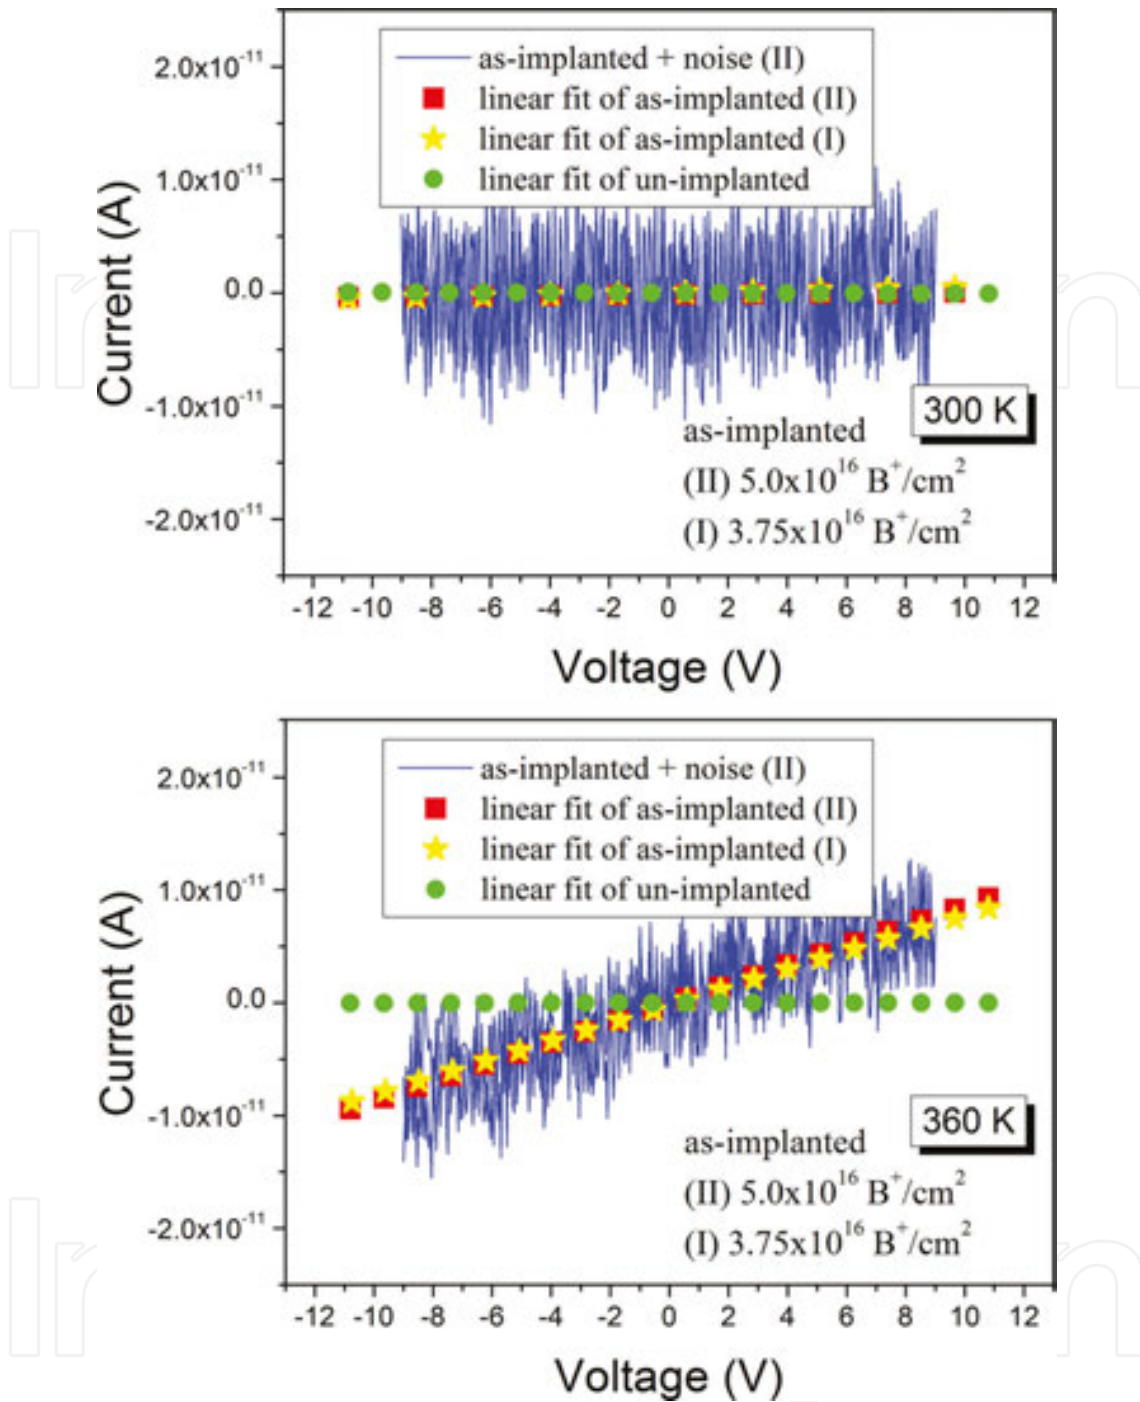 2.0x10⁻¹¹
1.0x10⁻¹¹
0.0
-1.0x10⁻¹¹
-2.0x10⁻¹¹
Current (A)
as-implanted + noise (II)
linear fit of as-implanted (II)
linear fit of as-implanted (I)
linear fit of un-implanted
300 K
as-implanted
(II) 5.0x10¹⁶ B⁺/cm²
(I) 3.75x10¹⁶ B⁺/cm²
-12 -10 -8 -6 -4 -2 0 2 4 6 8 10 12
Voltage (V)
2.0x10⁻¹¹
1.0x10⁻¹¹
0.0
-1.0x10⁻¹¹
-2.0x10⁻¹¹
Current (A)
as-implanted + noise (II)
linear fit of as-implanted (II)
linear fit of as-implanted (I)
linear fit of un-implanted
360 K
as-implanted
(II) 5.0x10¹⁶ B⁺/cm²
(I) 3.75x10¹⁶ B⁺/cm²
-12 -10 -8 -6 -4 -2 0 2 4 6 8 10 12
Voltage (V)